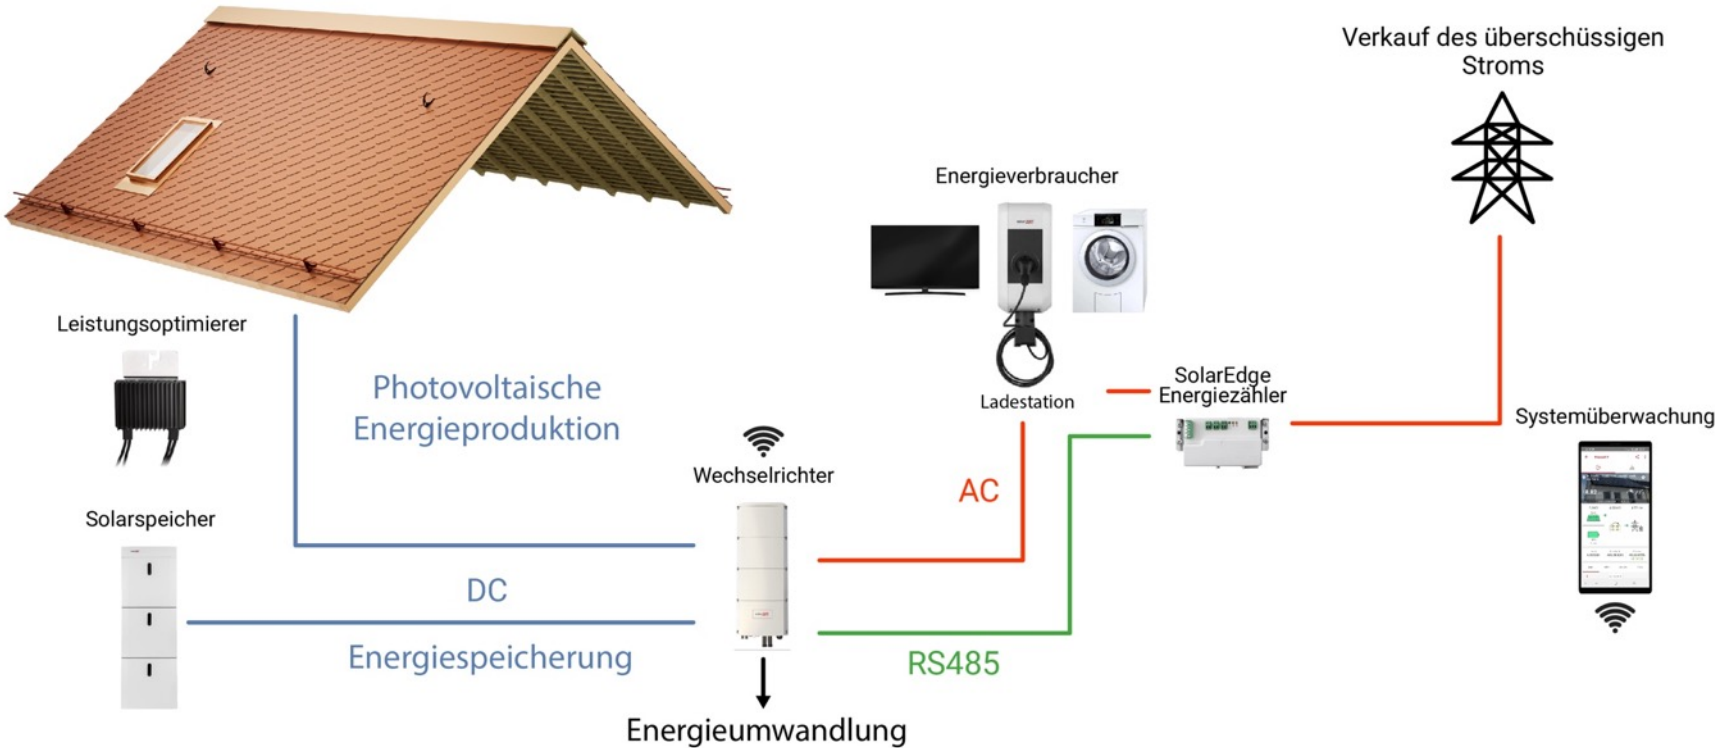 Verkauf des überschüssigen
Stroms
Energieverbraucher
Leistungsoptimierer
Photovoltaische
Energieproduktion
Ladestation
SolarEdge
Energiezähler
Systemüberwachung
Wechselrichter
AC
Solarspeicher
DC
Energiespeicherung
RS485
Energieumwandlung